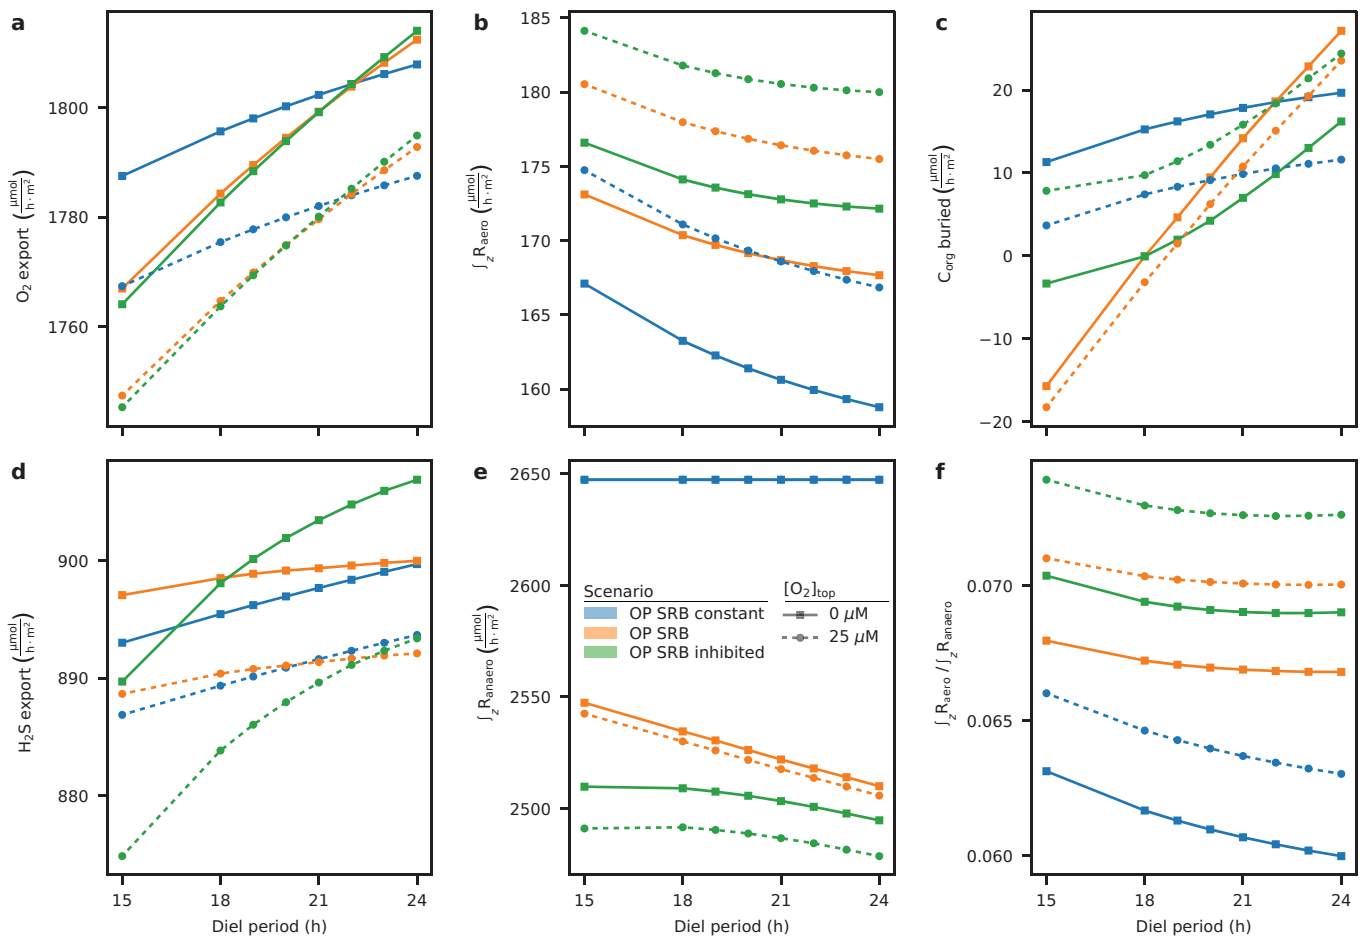 a
O₂ export (μmol / h · m²)
1800
1780
1760
b
∫z Raero (μmol / h · m²)
185
180
175
170
165
160
c
Corg buried (μmol / h · m²)
20
10
0
−10
−20
d
H₂S export (μmol / h · m²)
900
890
880
15 18 21 24
Diel period (h)
e
∫z Ranaero (μmol / h · m²)
2650
2600
2550
2500
Scenario
OP SRB constant
OP SRB
OP SRB inhibited
[O₂]top
0 μM
25 μM
15 18 21 24
Diel period (h)
f
∫z Raero / ∫z Ranaero
0.070
0.065
0.060
15 18 21 24
Diel period (h)